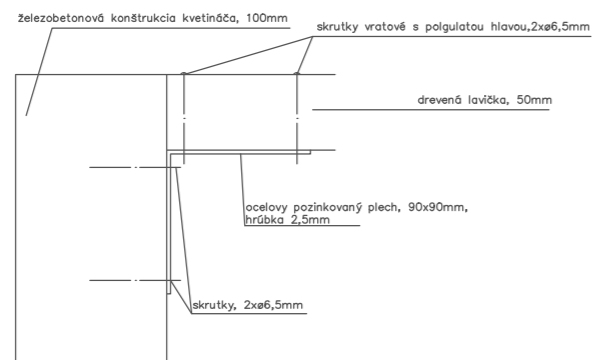 železobetonová konštrukcia kvetináča, 100mm
skrutky vratové s polgulatou hlavou,2xø6,5mm
drevená lavička, 50mm
ocelovy pozinkovaný plech, 90x90mm,
hrúbka 2,5mm
skrutky, 2xø6,5mm